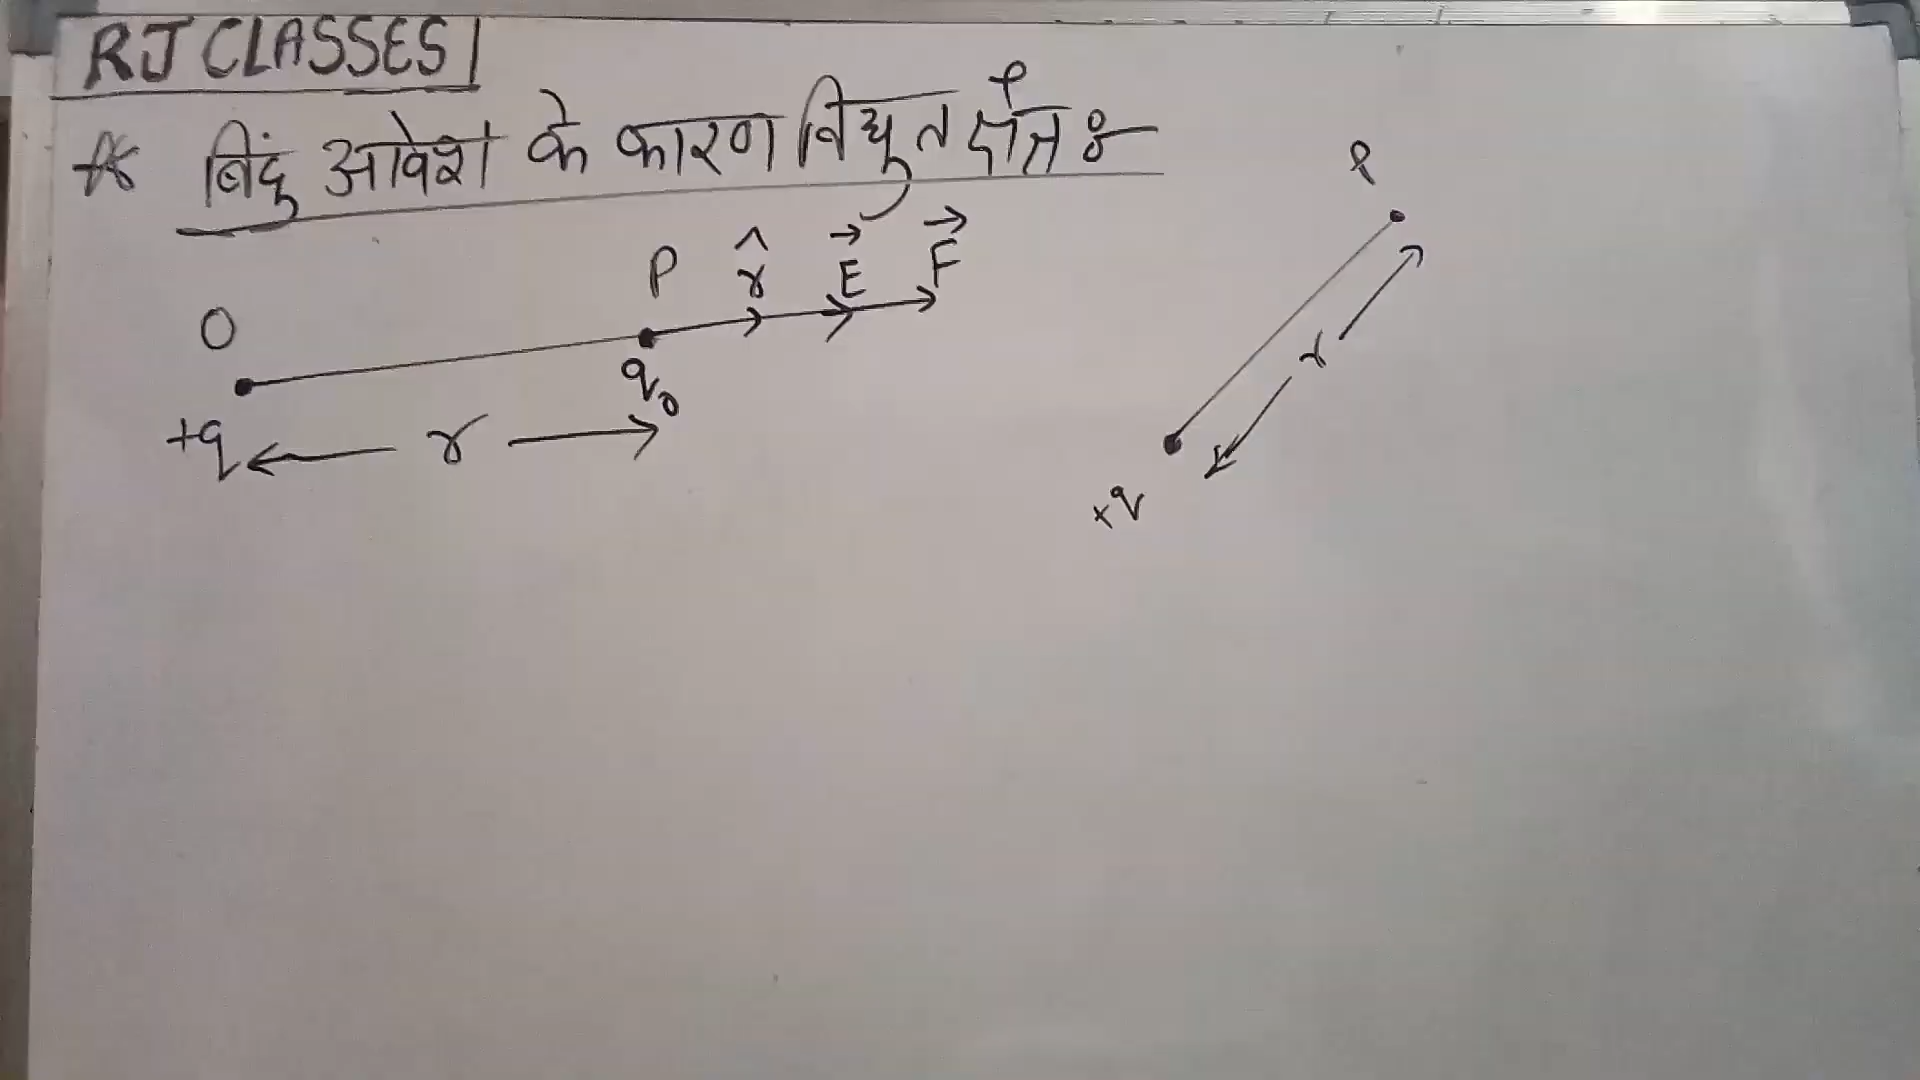 RJ CLASSES
* बिंदु आवेश के कारण विद्युत क्षेत्र :-
O P r̂ E⃗ F⃗
+q r q₀
P
r
+q